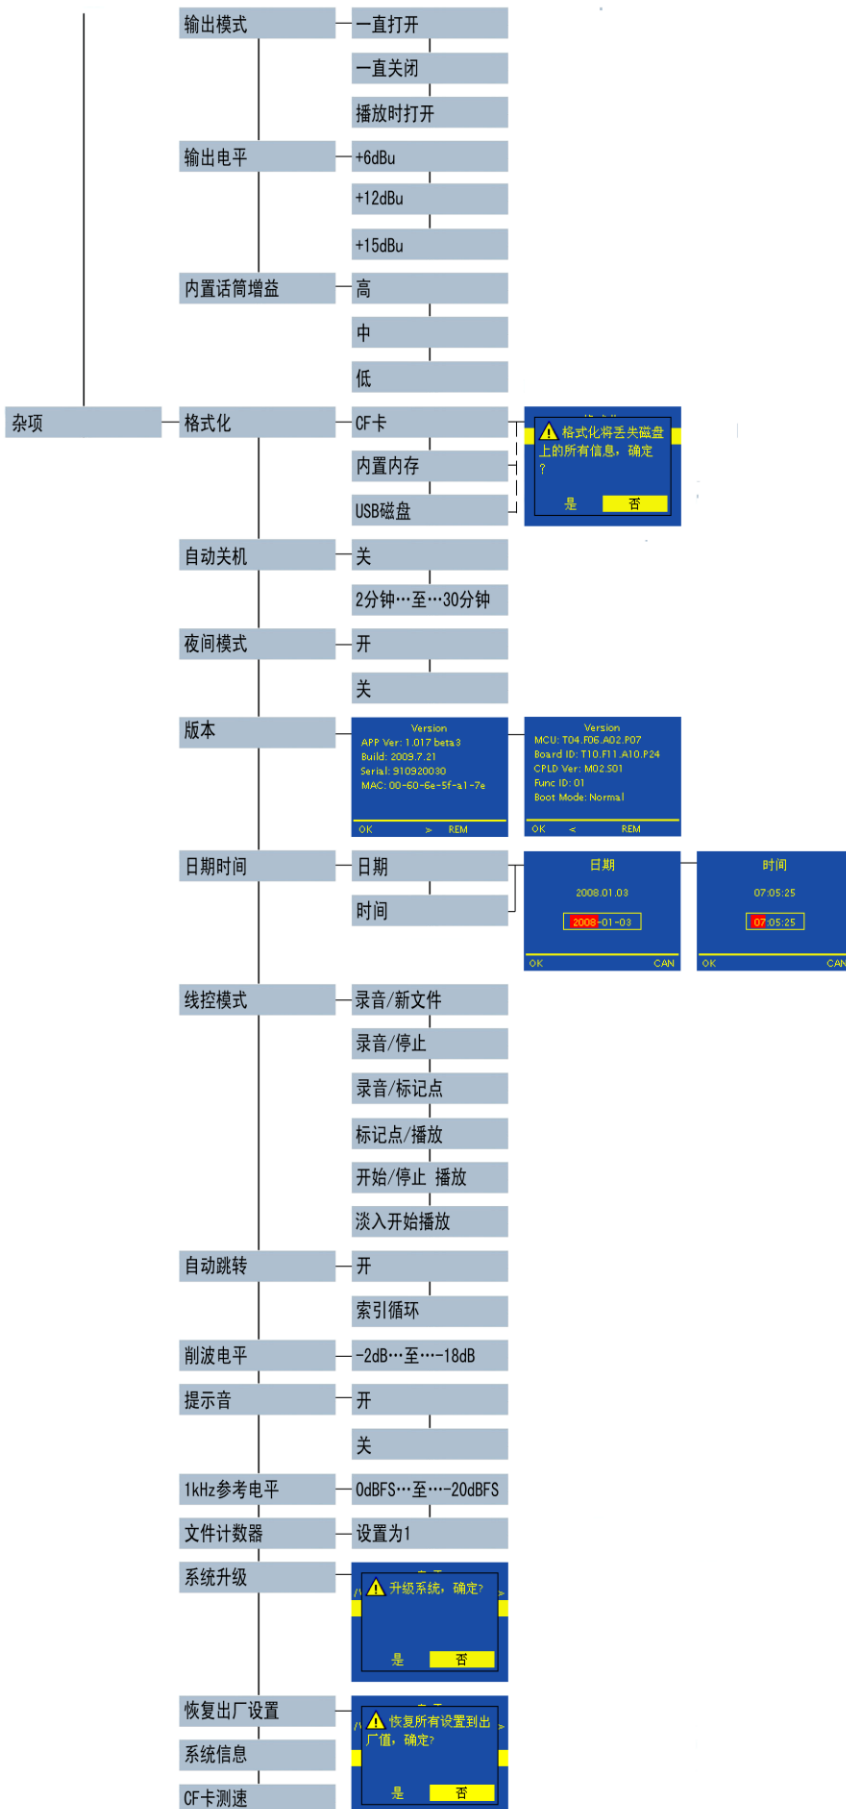 输出模式
一直打开
一直关闭
播放时打开
输出电平
+6dBu
+12dBu
+15dBu
内置话筒增益
高
中
低
杂项
格式化
CF卡
内置内存
USB磁盘
格式化将丢失磁盘
上的所有信息，确定
?
是 否
自动关机
关
2分钟…至…30分钟
夜间模式
开
关
版本
Version
APP Ver: 1.017 beta3
Build: 2009.7.21
Serial: 910920030
MAC: 00-60-6e-5f-a1-7e
OK > REM
Version
MCU: T04.F06.A02.P07
Board ID: T10.F11.A10.P24
CPLD Ver: M02.S01
Func ID: 01
Boot Mode: Normal
OK < REM
日期时间
日期
时间
日期
2008.01.03
2008-01-03
OK CAN
时间
07:05:25
07:05:25
OK CAN
线控模式
录音/新文件
录音/停止
录音/标记点
标记点/播放
开始/停止 播放
淡入开始播放
自动跳转
开
索引循环
削波电平
-2dB…至…-18dB
提示音
开
关
1kHz参考电平
0dBFS…至…-20dBFS
文件计数器
设置为1
系统升级
升级系统，确定?
是 否
恢复出厂设置
恢复所有设置到出
厂值，确定?
是 否
系统信息
CF卡测速